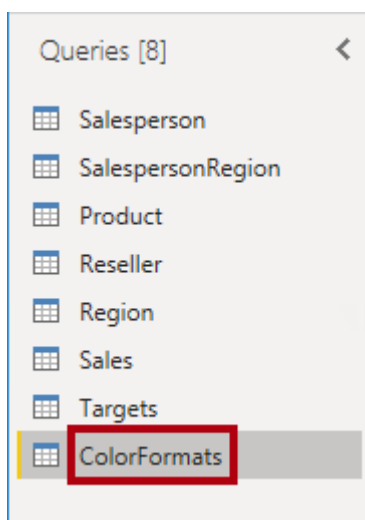 Queries [8]
Salesperson
SalespersonRegion
Product
Reseller
Region
Sales
Targets
ColorFormats